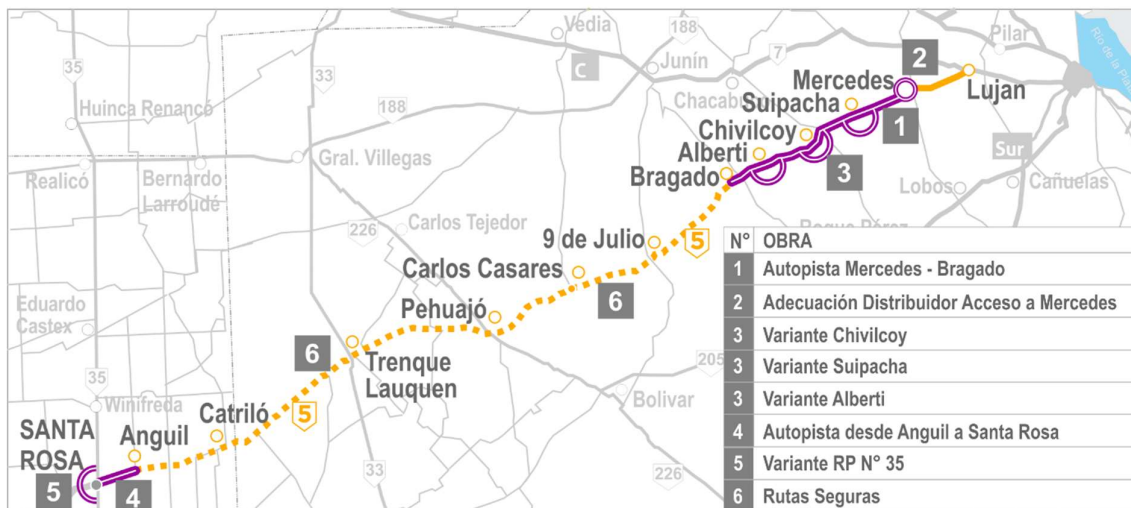 Vedia
188
Pilar
Río de la Plata
35
33
C
Junín
7
2
Mercedes
Lujan
Huinca Renancó
188
Chacabu
Suipacha
1
Chivilcoy
Gral. Villegas
Alberti
3
Sur
Realicó
Bernardo
Larroudé
Bragado
Lobos
Cañuelas
226
Carlos Tejedor
9 de Julio
5
Roque Pérez
Carlos Casares
6
Eduardo
Castex
Pehuajó
6
Trenque
Lauquen
205
35
Winifreda
Catriló
5
Bolivar
SANTA
ROSA
Anguil
5
4
33
226
N° OBRA
1 Autopista Mercedes - Bragado
2 Adecuación Distribuidor Acceso a Mercedes
3 Variante Chivilcoy
3 Variante Suipacha
3 Variante Alberti
4 Autopista desde Anguil a Santa Rosa
5 Variante RP N° 35
6 Rutas Seguras